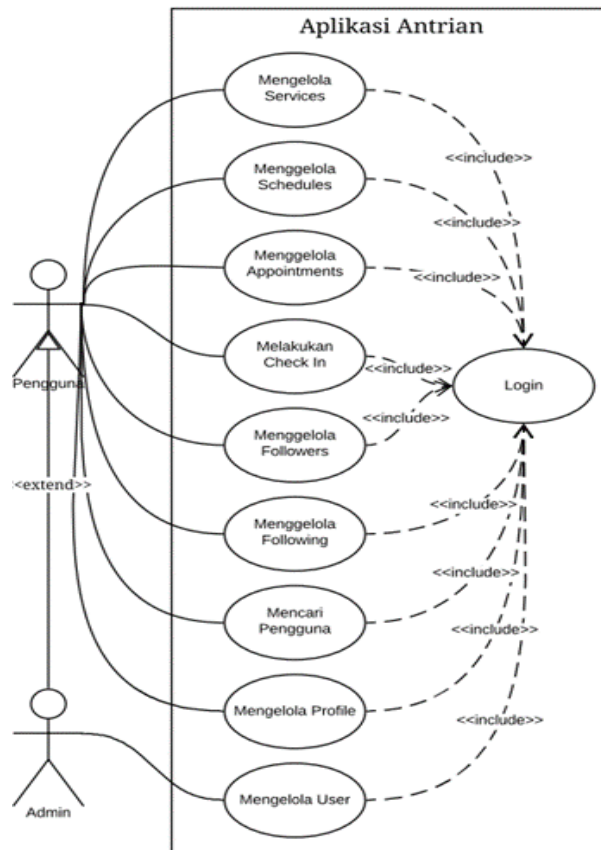 Aplikasi Antrian
Mengelola
Services
<<include>>
Menggelola
Schedules
<<include>>
Menggelola
Appointments
<<include>>
Melakukan
Check In
<<include>>
Pengguna
Login
<<include>>
Menggelola
Followers
<<extend>>
Menggelola
Following
<<include>>
<<include>>
Mencari
Pengguna
<<include>>
Mengelola Profile
<<include>>
Mengelola User
Admin